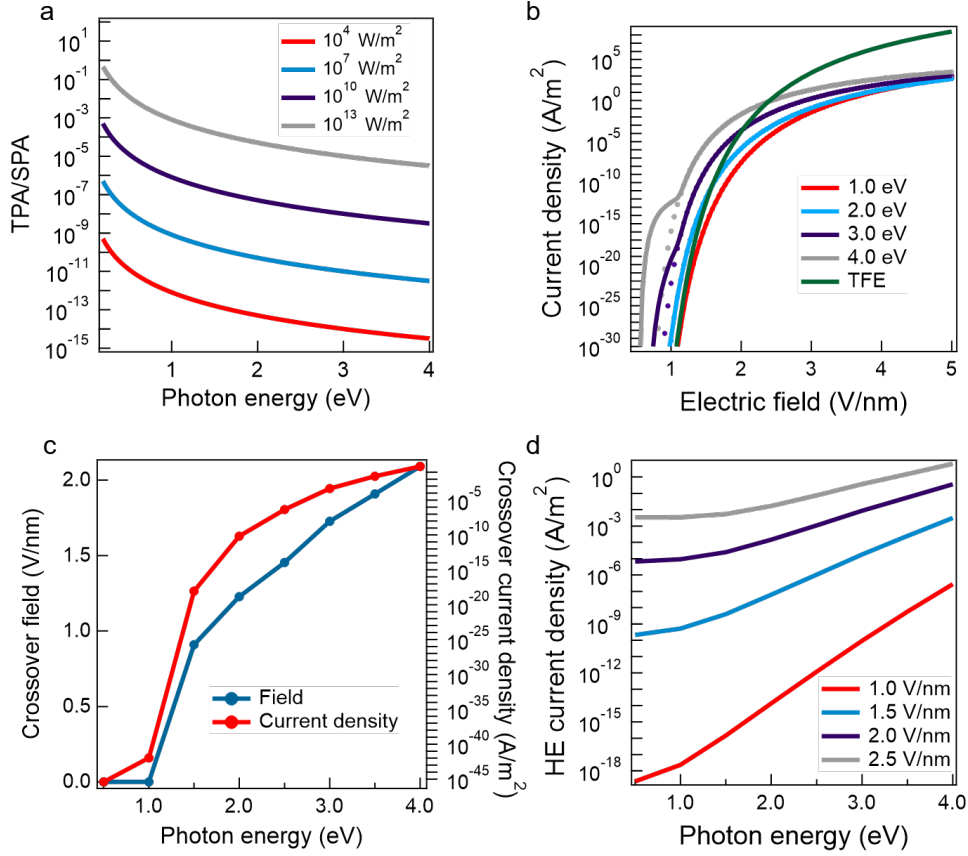 a
TPA/SPA
10^1
10^-1
10^-3
10^-5
10^-7
10^-9
10^-11
10^-13
10^-15
10^4 W/m^2
10^7 W/m^2
10^10 W/m^2
10^13 W/m^2
1 2 3 4
Photon energy (eV)
b
Current density (A/m^2)
10^5
10^0
10^-5
10^-10
10^-15
10^-20
10^-25
10^-30
1.0 eV
2.0 eV
3.0 eV
4.0 eV
TFE
1 2 3 4 5
Electric field (V/nm)
c
Crossover field (V/nm)
2.0
1.5
1.0
0.5
0.0
Field
Current density
10^-5
10^-10
10^-15
10^-20
10^-25
10^-30
10^-35
10^-40
10^-45
Crossover current
density (A/m^2)
1.0 2.0 3.0 4.0
Photon energy (eV)
d
HE current density (A/m^2)
10^0
10^-3
10^-6
10^-9
10^-12
10^-15
10^-18
1.0 V/nm
1.5 V/nm
2.0 V/nm
2.5 V/nm
1.0 2.0 3.0 4.0
Photon energy (eV)